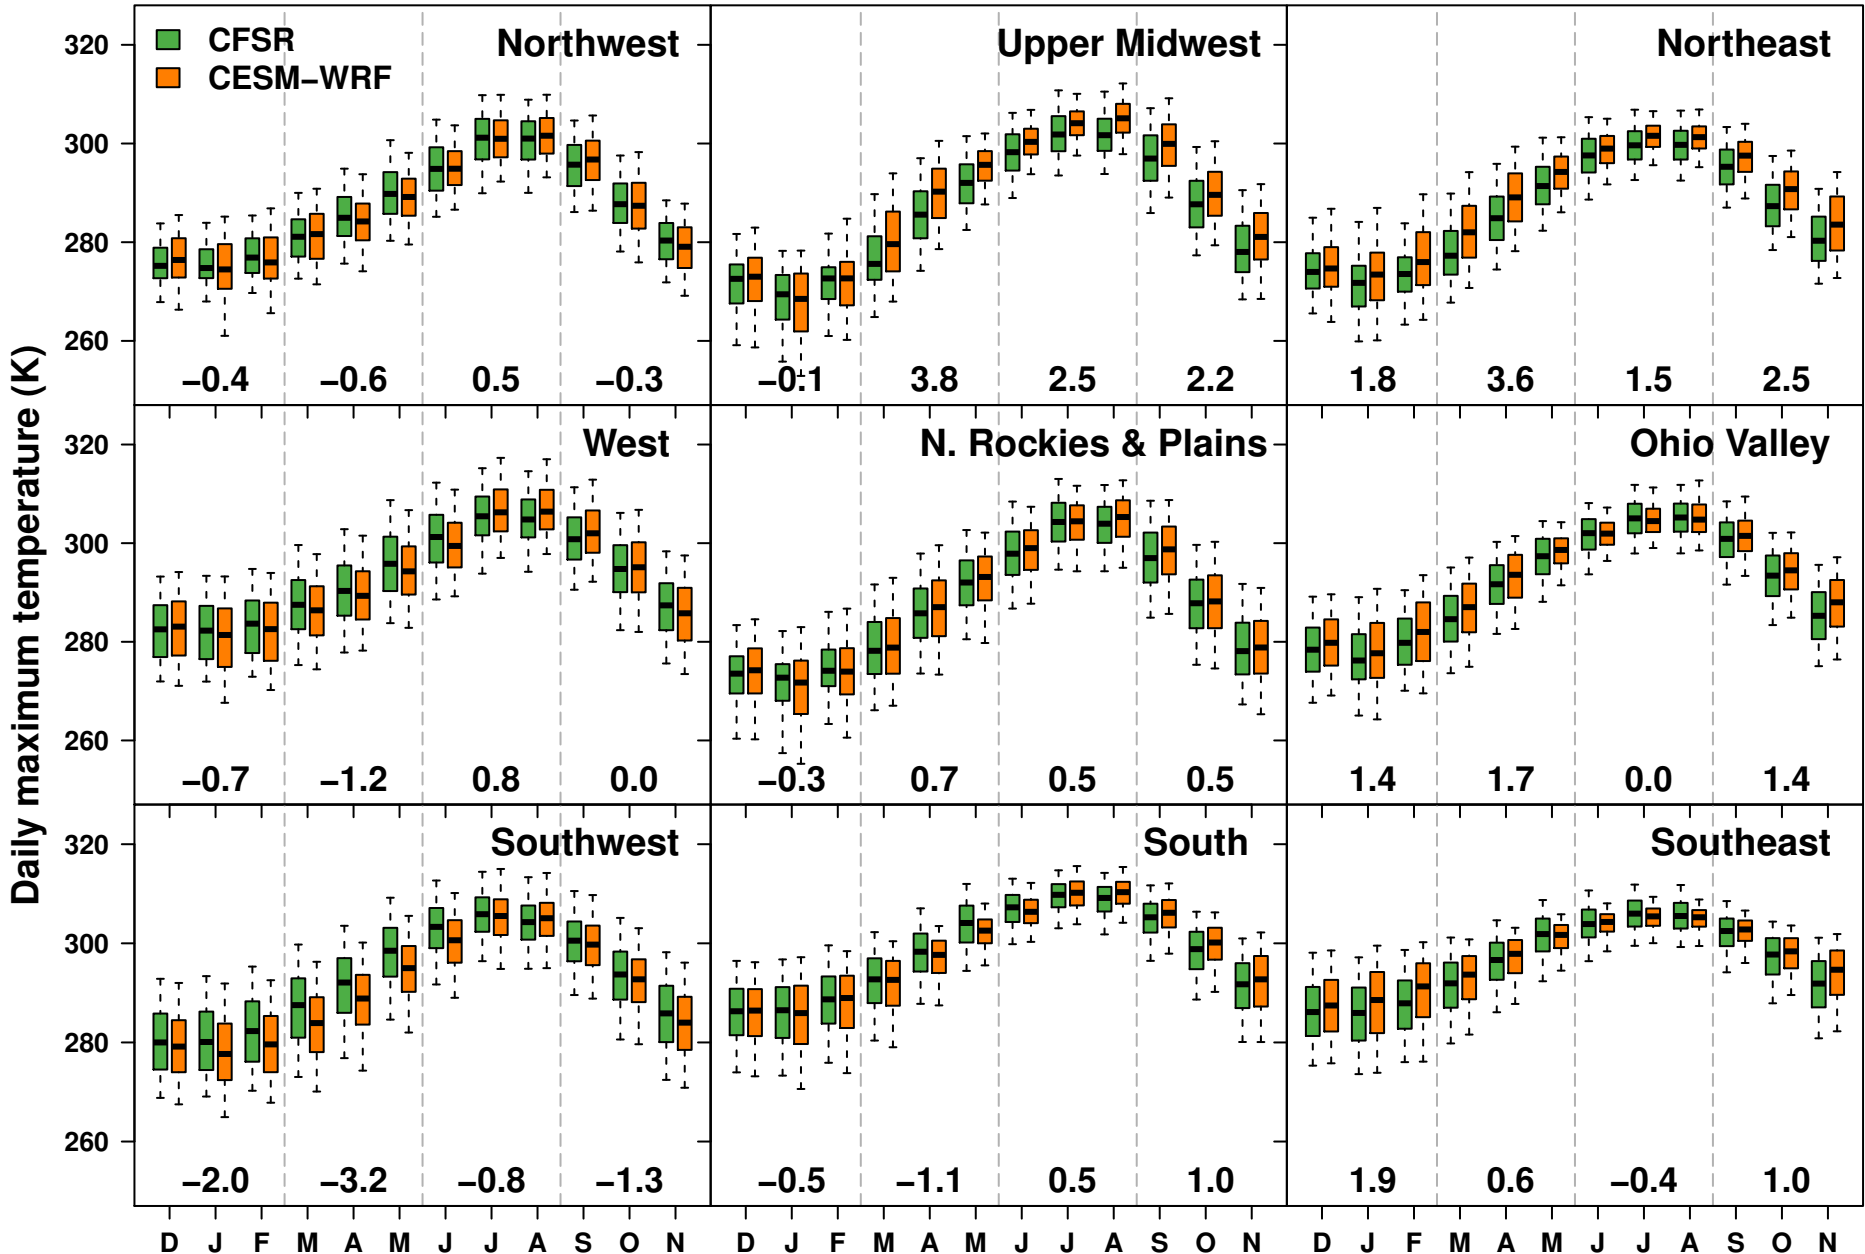 Daily maximum temperature (K)
CFSR
CESM−WRF
Northwest
Upper Midwest
Northeast
320
300
280
260
−0.4 −0.6 0.5 −0.3
−0.1 3.8 2.5 2.2
1.8 3.6 1.5 2.5
West
N. Rockies & Plains
Ohio Valley
320
300
280
260
−0.7 −1.2 0.8 0.0
−0.3 0.7 0.5 0.5
1.4 1.7 0.0 1.4
Southwest
South
Southeast
320
300
280
260
−2.0 −3.2 −0.8 −1.3
−0.5 −1.1 0.5 1.0
1.9 0.6 −0.4 1.0
D J F M A M J J A S O N
D J F M A M J J A S O N
D J F M A M J J A S O N